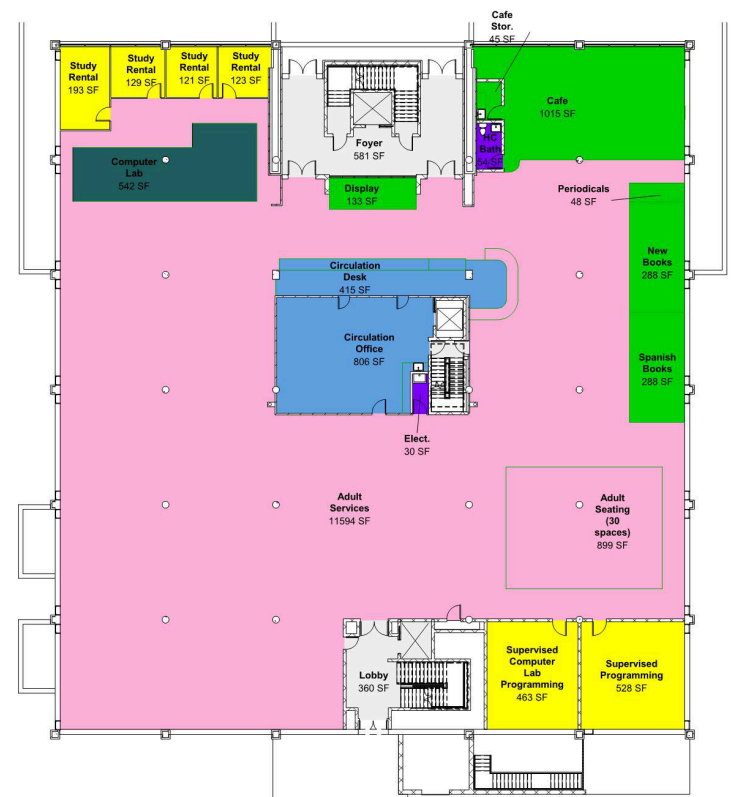 Cafe
Stor.
45 SF
Study
Rental
193 SF
Study
Rental
129 SF
Study
Rental
121 SF
Study
Rental
123 SF
Cafe
1015 SF
Foyer
581 SF
HC
Bath
54 SF
Computer
Lab
542 SF
Display
133 SF
Periodicals
48 SF
New
Books
288 SF
Circulation
Desk
415 SF
Circulation
Office
806 SF
Spanish
Books
288 SF
Elect.
30 SF
Adult
Services
11594 SF
Adult
Seating
(30
spaces)
899 SF
Lobby
360 SF
Supervised
Computer
Lab
Programming
463 SF
Supervised
Programming
528 SF